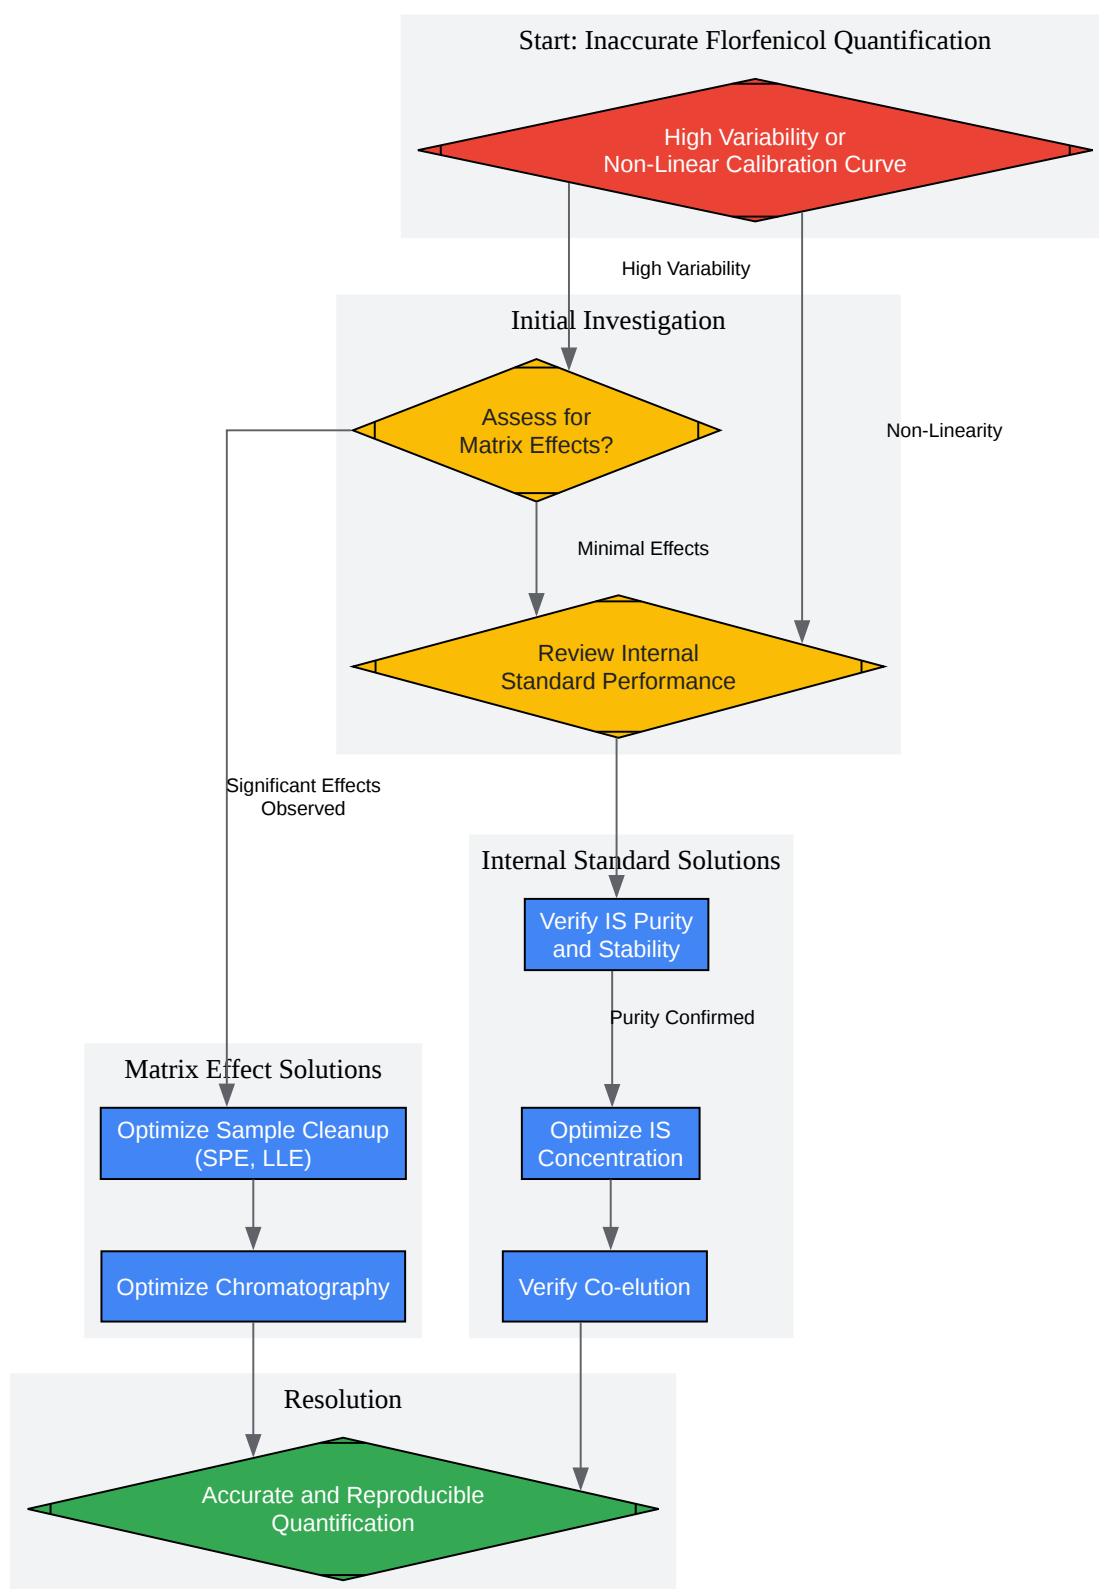 Start: Inaccurate Florfenicol Quantification
High Variability or
Non-Linear Calibration Curve
High Variability
Initial Investigation
Assess for
Matrix Effects?
Non-Linearity
Minimal Effects
Review Internal
Standard Performance
Significant Effects
Observed
Internal Standard Solutions
Verify IS Purity
and Stability
Purity Confirmed
Matrix Effect Solutions
Optimize Sample Cleanup
(SPE, LLE)
Optimize IS
Concentration
Optimize Chromatography
Verify Co-elution
Resolution
Accurate and Reproducible
Quantification